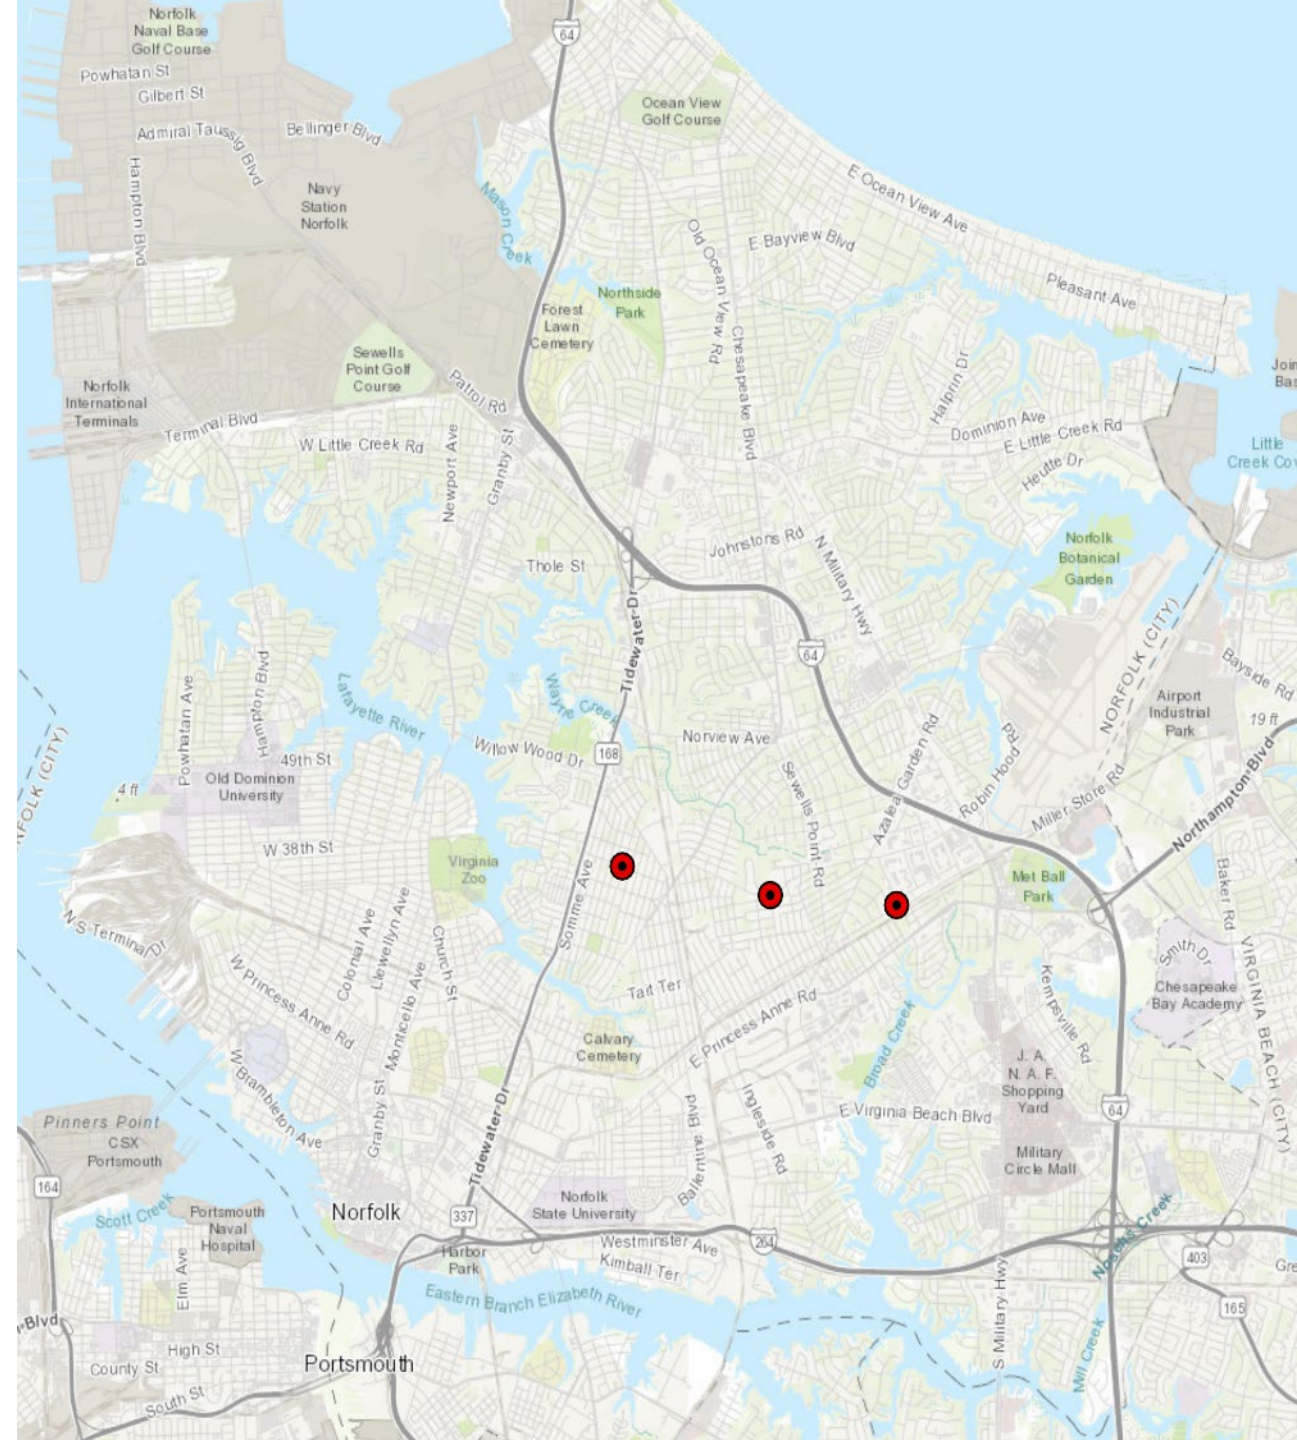 Norfolk
Naval Base
Golf Course
64
Powhatan St
Gilbert St
Admiral Taussig Blvd
Bellinger Blvd
Ocean View
Golf Course
Hampton Blvd
Navy
Station
Norfolk
Mason Creek
E Ocean View Ave
Old Ocean View Rd
E Bayview Blvd
Pleasant Ave
Northside
Park
Forest
Lawn
Cemetery
Chesapeake Blvd
Sewells
Point Golf
Course
Patrol Rd
Halprin Dr
Norfolk
International
Terminals
Terminal Blvd
W Little Creek Rd
Newport Ave
Granby St
Dominion Ave
E Little Creek Rd
Heutte Dr
Join
Bas
Little
Creek Cov
Johnstons Rd
N Military Hwy
Norfolk
Botanical
Garden
Thole St
Tidewater Dr
64
NORFOLK (CITY)
Bayside Rd
Powhatan Ave
Hampton Blvd
Lafayette River
Wayne Creek
Airport
Industrial
Park
19 ft
Willow Wood Dr
168
Norview Ave
Azalea Garden Rd
Robin Hood Rd
Miller Store Rd
Northampton Blvd
RFOLK (CITY)
49th St
Old Dominion
University
4 ft
Sewells Point Rd
W 38th St
Virginia
Zoo
Somme Ave
Met Ball
Park
Baker Rd
N S Terminal Dr
Colonial Ave
Llewellyn Ave
Church St
W Princess Anne Rd
Monticello Ave
Tait Ter
E Princess Anne Rd
Broad Creek
Kempsville Rd
Smith Dr
Chesapeake
Bay Academy
VIRGINIA BEACH (CITY)
Calvary
Cemetery
W Brambleton Ave
Granby St
Tidewater Dr
Ballentine Blvd
Ingleside Rd
E Virginia Beach Blvd
J. A.
N. A. F.
Shopping
Yard
64
Pinners Point
CSX
Portsmouth
Military
Circle Mall
164
Scott Creek
Portsmouth
Naval
Hospital
Norfolk
337
Norfolk
State University
Westminster Ave
264
Kimball Ter
Harbor
Park
Elm Ave
Eastern Branch Elizabeth River
S Military Hwy
403
Gre
165
Mill Creek
High St
County St
South St
Portsmouth